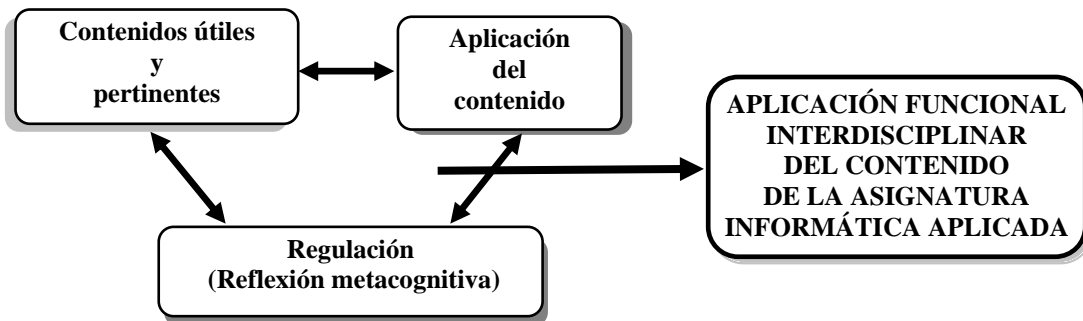 Contenidos útiles
y
pertinentes
Aplicación
del
contenido
APLICACIÓN FUNCIONAL
INTERDISCIPLINAR
DEL CONTENIDO
DE LA ASIGNATURA
INFORMÁTICA APLICADA
Regulación
(Reflexión metacognitiva)